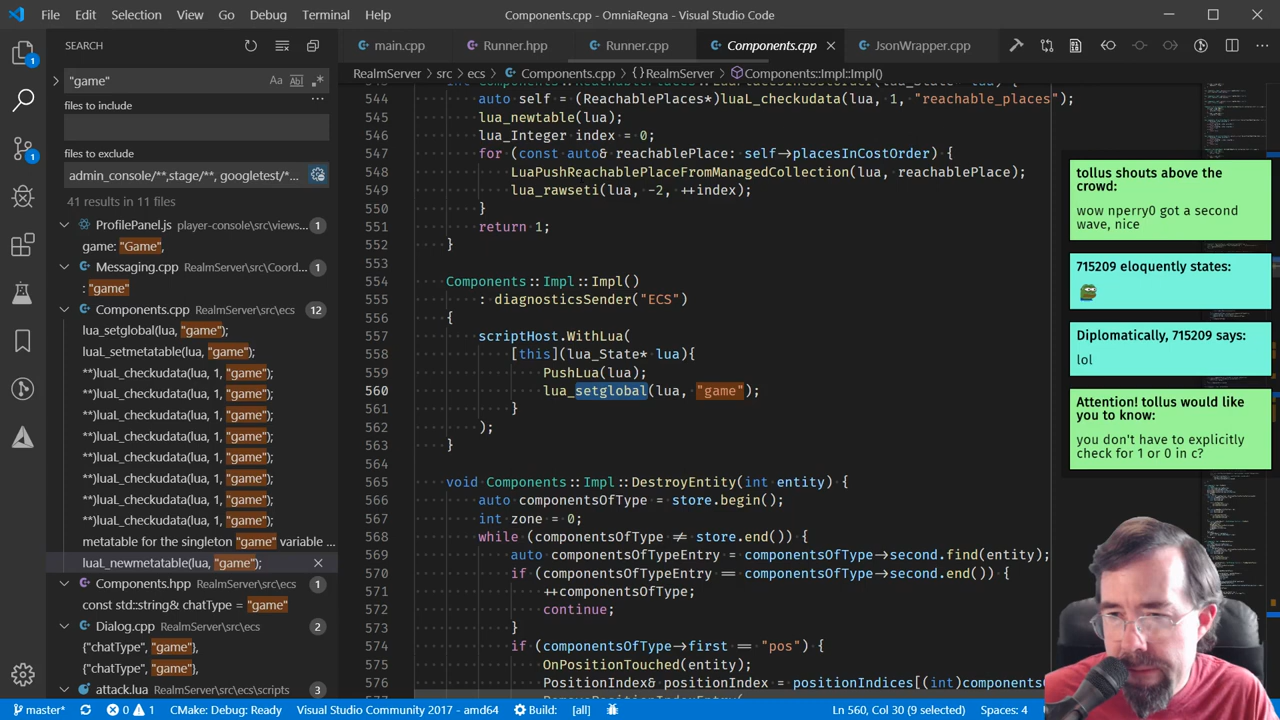 File Edit Selection View Go Debug Terminal Help
Components.cpp - OmniaRegna - Visual Studio Code
SEARCH
main.cpp Runner.hpp Runner.cpp Components.cpp JsonWrapper.cpp
"game"
RealmServer > src > ecs > Components.cpp > {} RealmServer > Components::Impl::Impl()
files to include
files to exclude
admin_console/**,stage/**, googletest/*...
41 results in 11 files
ProfilePanel.js player-console\src\views... 1
game: "Game",
Messaging.cpp RealmServer\src\Coord... 1
: "game"
Components.cpp RealmServer\src\ecs 12
lua_setglobal(lua, "game");
luaL_setmetatable(lua, "game");
**)luaL_checkudata(lua, 1, "game");
**)luaL_checkudata(lua, 1, "game");
**)luaL_checkudata(lua, 1, "game");
**)luaL_checkudata(lua, 1, "game");
**)luaL_checkudata(lua, 1, "game");
**)luaL_checkudata(lua, 1, "game");
**)luaL_checkudata(lua, 1, "game");
**)luaL_checkudata(lua, 1, "game");
metatable for the singleton "game" variable ...
luaL_newmetatable(lua, "game");
Components.hpp RealmServer\src\ecs 1
const std::string& chatType = "game"
Dialog.cpp RealmServer\src\ecs 2
{"chatType", "game"},
{"chatType", "game"},
attack.lua RealmServer\src\ecs\scripts 3
544 auto self = (ReachablePlaces*)luaL_checkudata(lua, 1, "reachable_places");
545 lua_newtable(lua);
546 lua_Integer index = 0;
547 for (const auto& reachablePlace: self->placesInCostOrder) {
548 LuaPushReachablePlaceFromManagedCollection(lua, reachablePlace);
549 lua_rawseti(lua, -2, ++index);
550 }
551 return 1;
552 }
553
554 Components::Impl::Impl()
555 : diagnosticsSender("ECS")
556 {
557 scriptHost.WithLua(
558 [this](lua_State* lua){
559 PushLua(lua);
560 lua_setglobal(lua, "game");
561 }
562 );
563 }
564
565 void Components::Impl::DestroyEntity(int entity) {
566 auto componentsOfType = store.begin();
567 int zone = 0;
568 while (componentsOfType != store.end()) {
569 auto componentsOfTypeEntry = componentsOfType->second.find(entity);
570 if (componentsOfTypeEntry == componentsOfType->second.end()) {
571 ++componentsOfType;
572 continue;
573 }
574 if (componentsOfType->first == "pos") {
575 OnPositionTouched(entity);
576 PositionIndex& positionIndex = positionIndices[(int)components
tollus shouts above the
crowd:
wow nperry0 got a second
wave, nice
715209 eloquently states:
Diplomatically, 715209 says:
lol
Attention! tollus would like
you to know:
you don't have to explicitly
check for 1 or 0 in c?
master* 0 1 CMake: Debug: Ready Visual Studio Community 2017 - amd64 Build: [all] Ln 560, Col 30 (9 selected) Spaces: 4